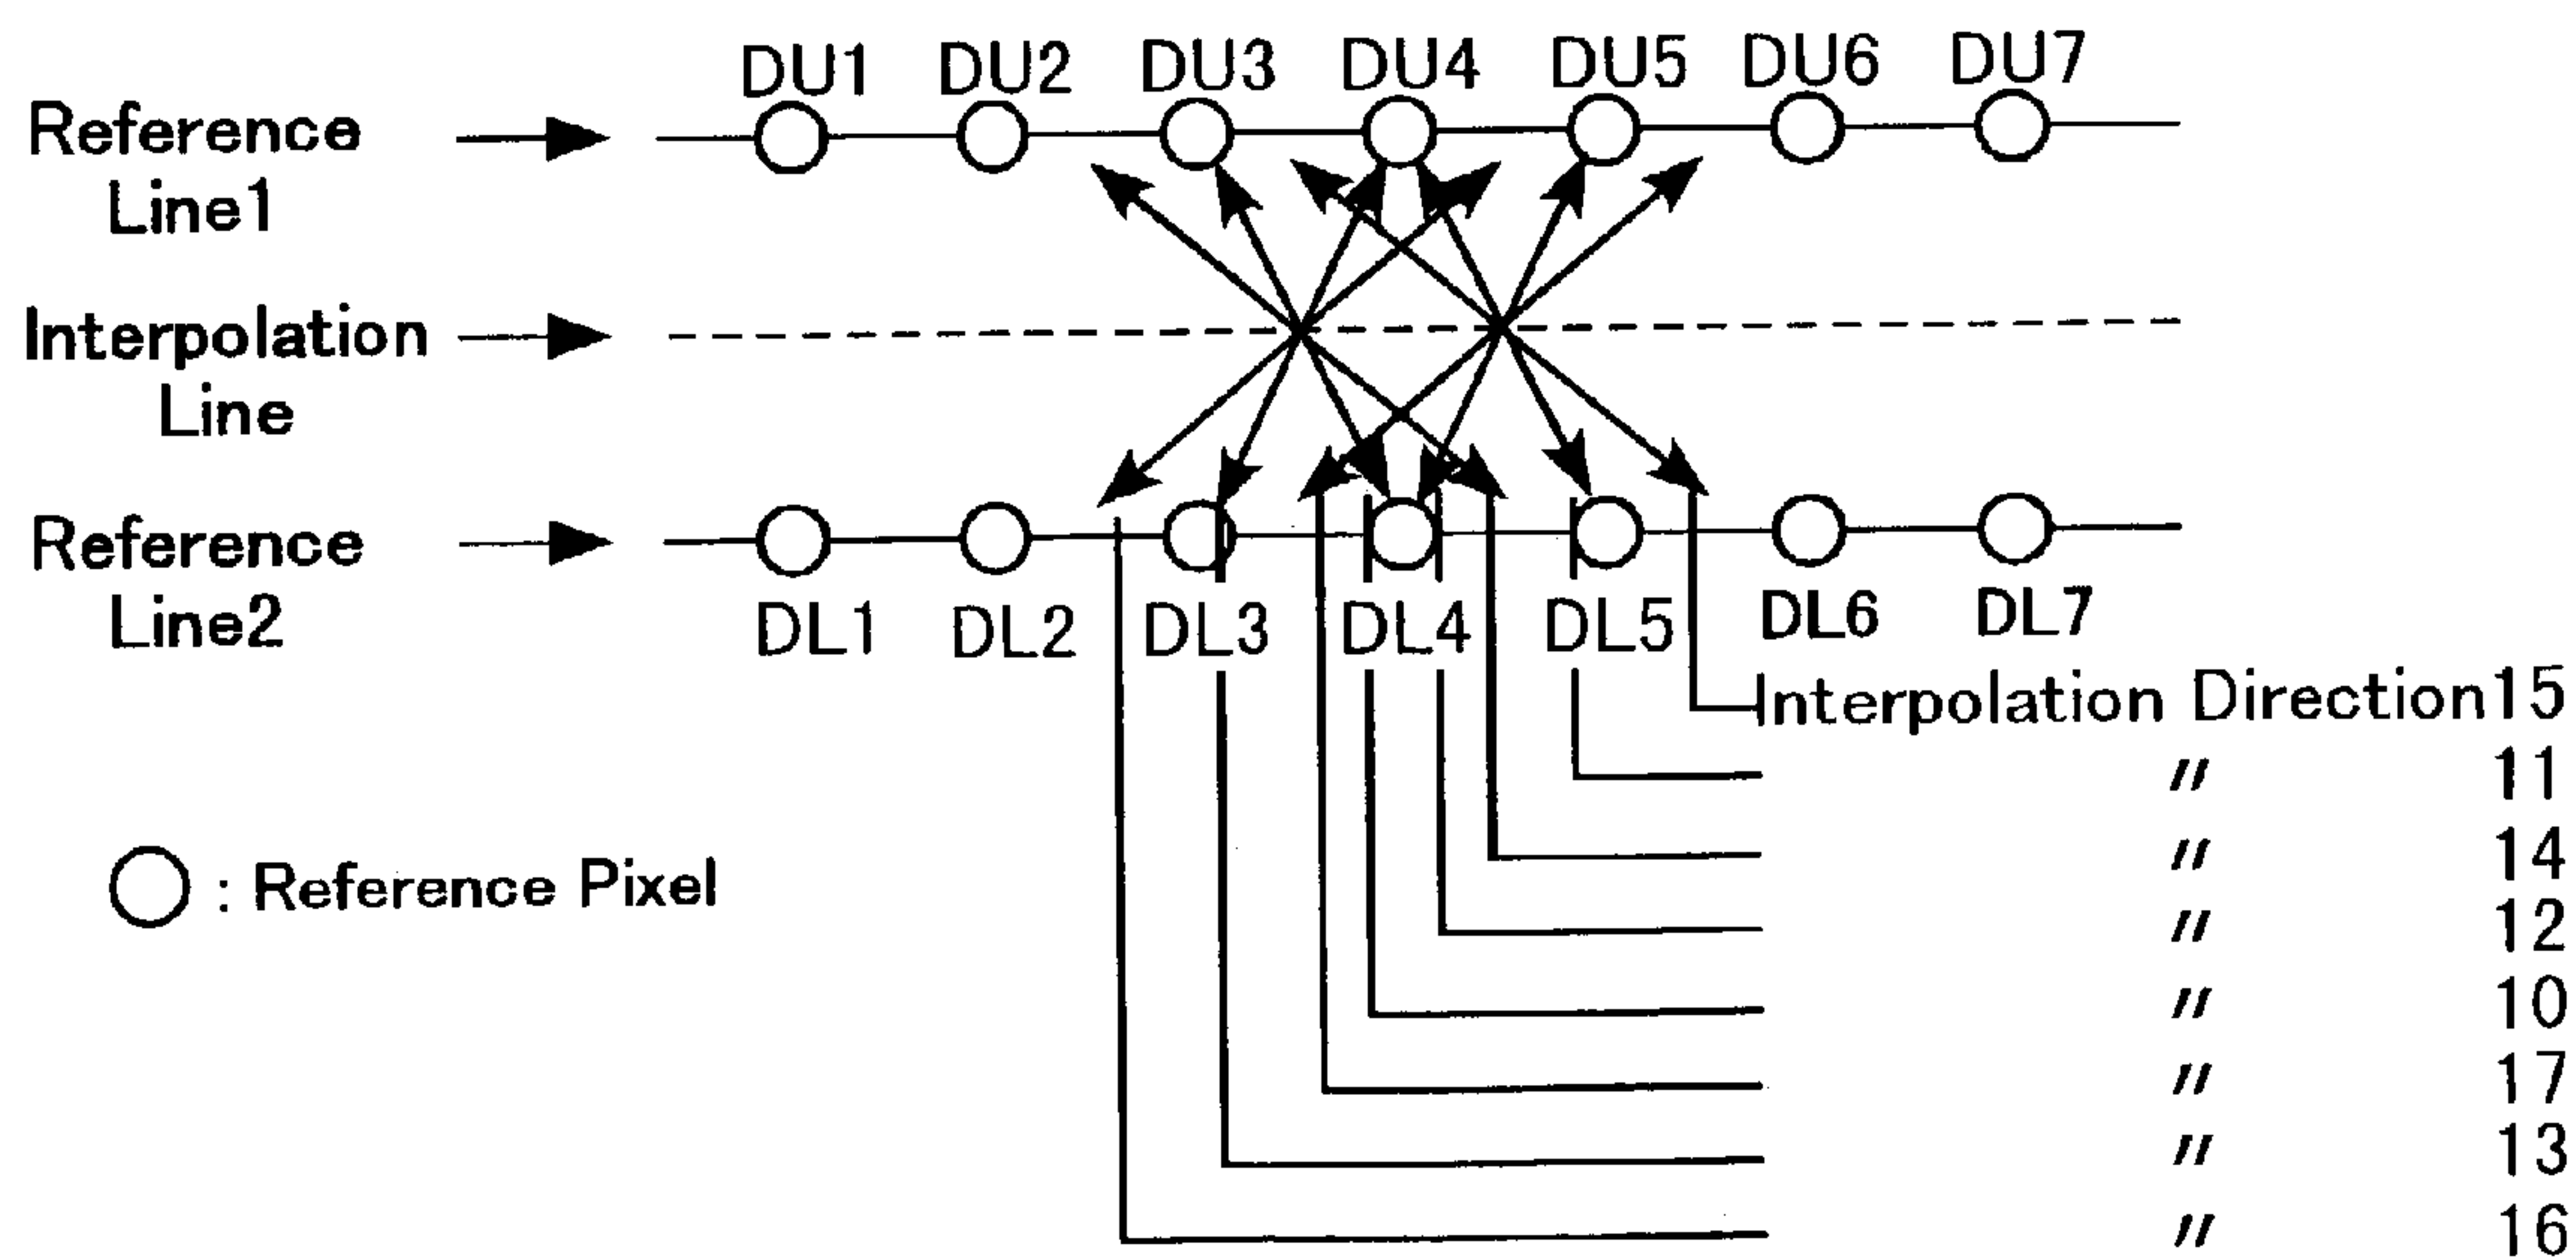 DU1 DU2 DU3 DU4 DU5 DU6 DU7
Reference
Line1
Interpolation
Line
Reference
Line2
DL1 DL2 DL3 DL4 DL5 DL6 DL7
Interpolation Direction15
〃 11
〃 14
〃 12
〃 10
〃 17
〃 13
〃 16
: Reference Pixel